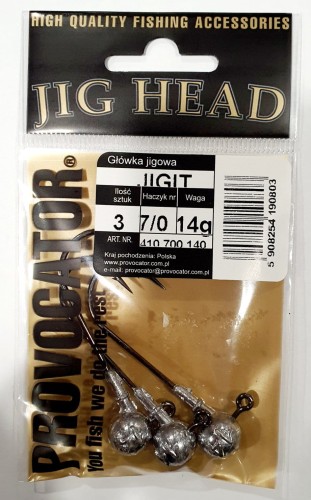 HIGH QUALITY FISHING ACCESSORIES
JIG HEAD
Główka jigowa
JIGIT
Ilość sztuk Haczyk nr Waga
3 7/0 14g
ART. NR. 410 700 140
Kraj pochodzenia: Polska
www.provocator.com.pl
e-mail: provocator@provocator.com.pl
5 908254 190803
PROVOCATOR®
You fish we do the rest